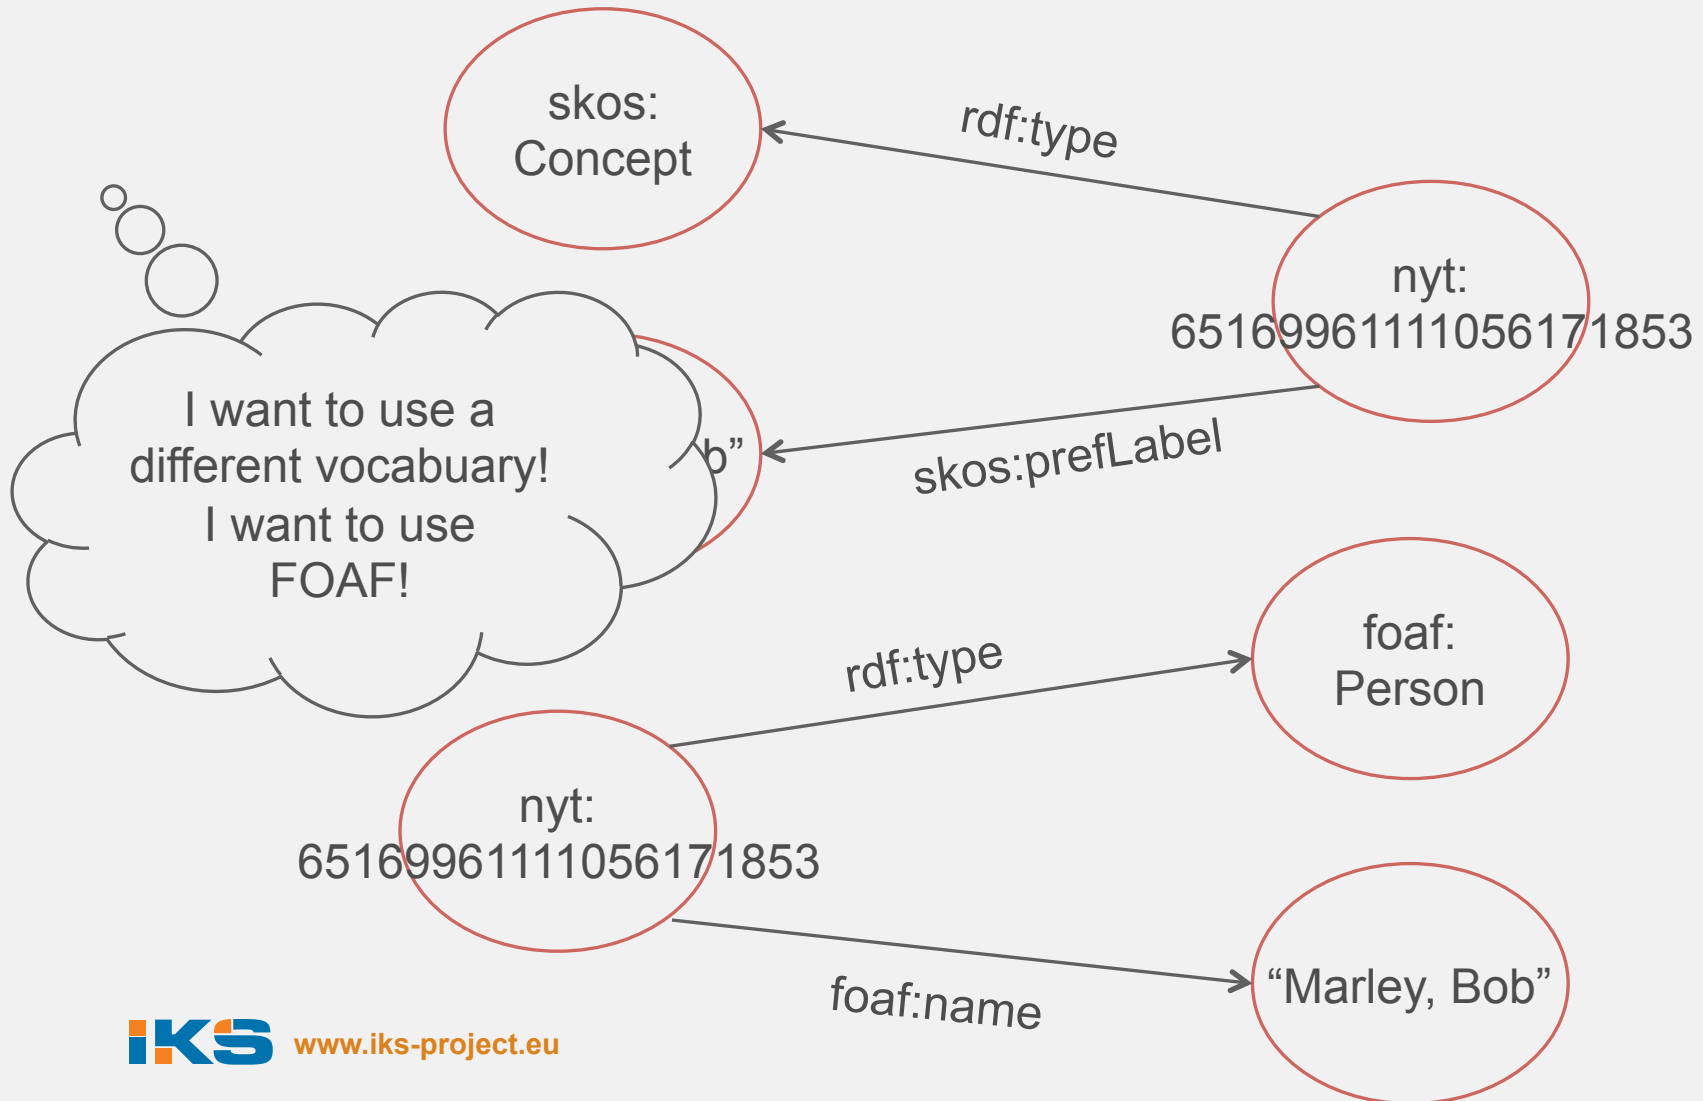 skos:
Concept
rdf:type
nyt:
65169961111056171853
skos:prefLabel
b”
I want to use a
different vocabuary!
I want to use
FOAF!
rdf:type
foaf:
Person
nyt:
65169961111056171853
foaf:name
“Marley, Bob”
IKS www.iks-project.eu